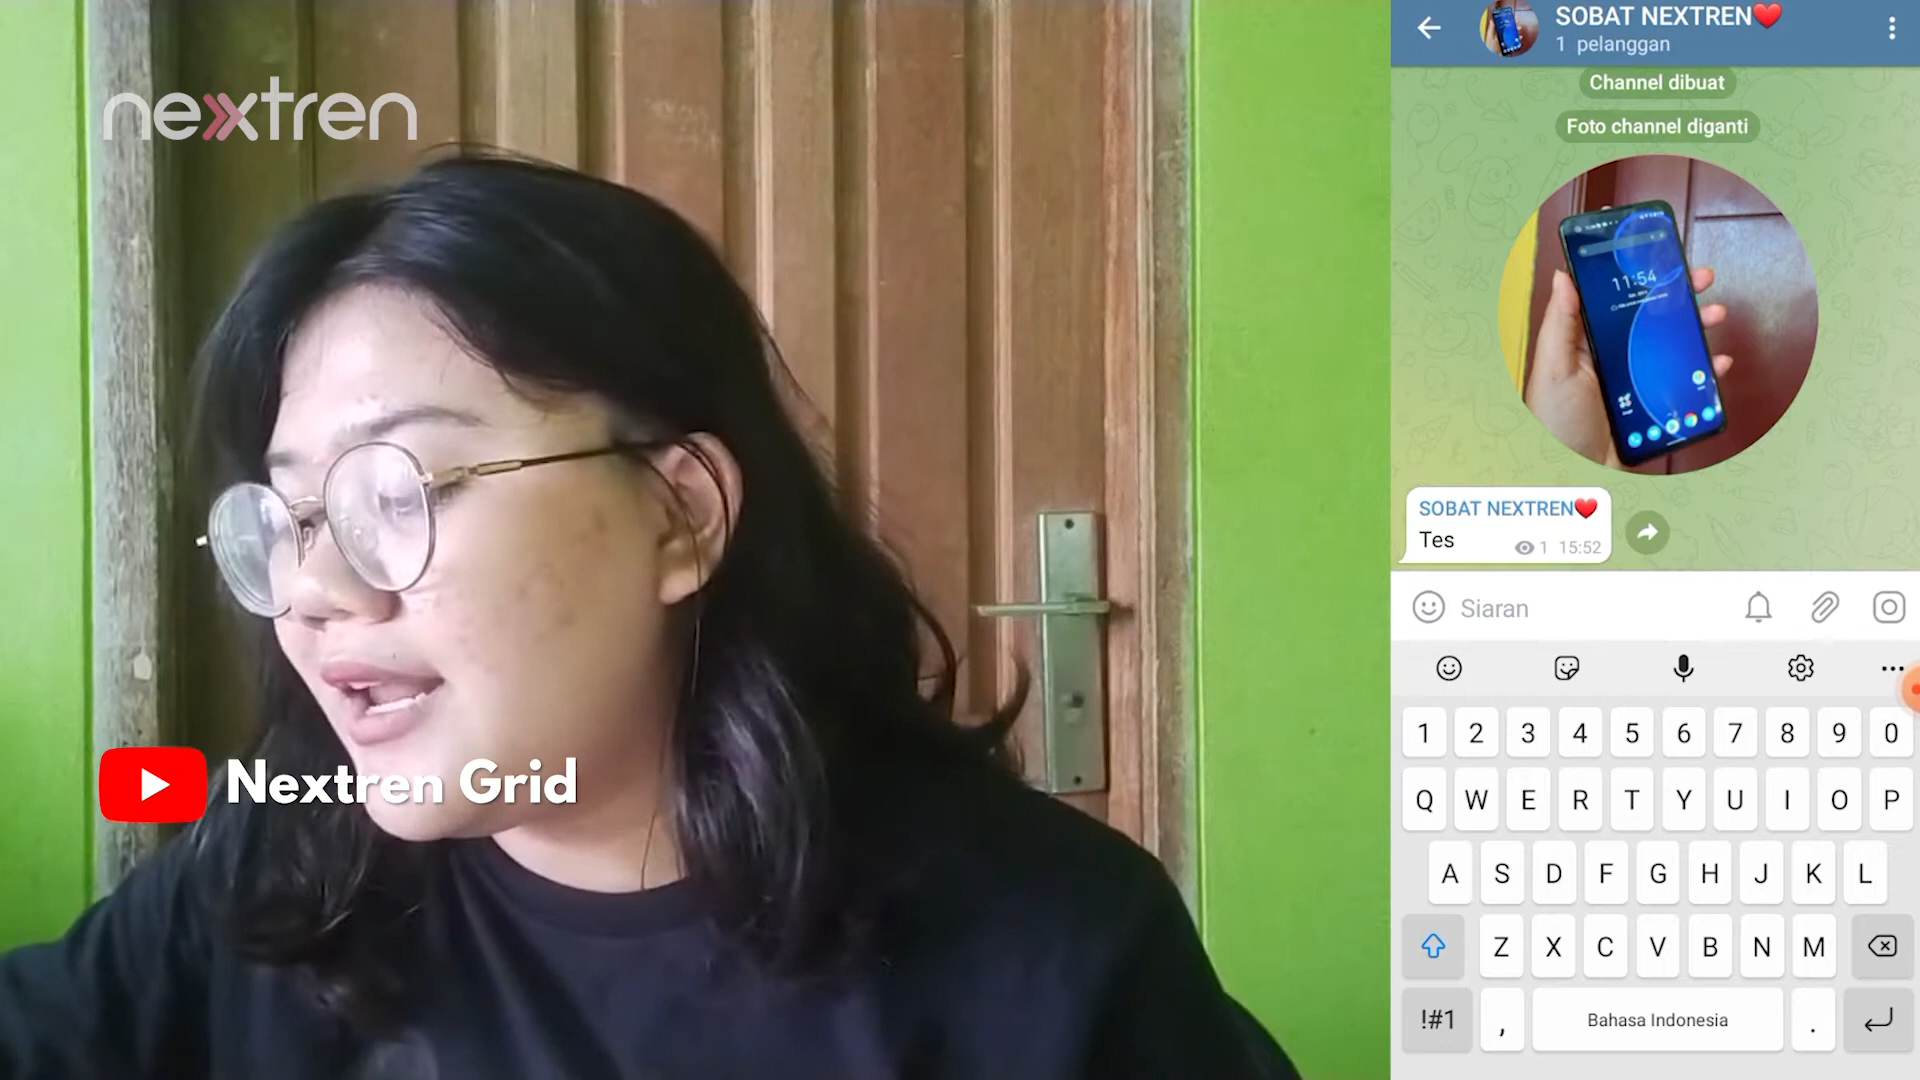 nextren
Nextren Grid
SOBAT NEXTREN❤️
1 pelanggan
Channel dibuat
Foto channel diganti
11:54
SOBAT NEXTREN❤️
Tes
1 15:52
Siaran
1 2 3 4 5 6 7 8 9 0
Q W E R T Y U I O P
A S D F G H J K L
Z X C V B N M
!#1 , Bahasa Indonesia .